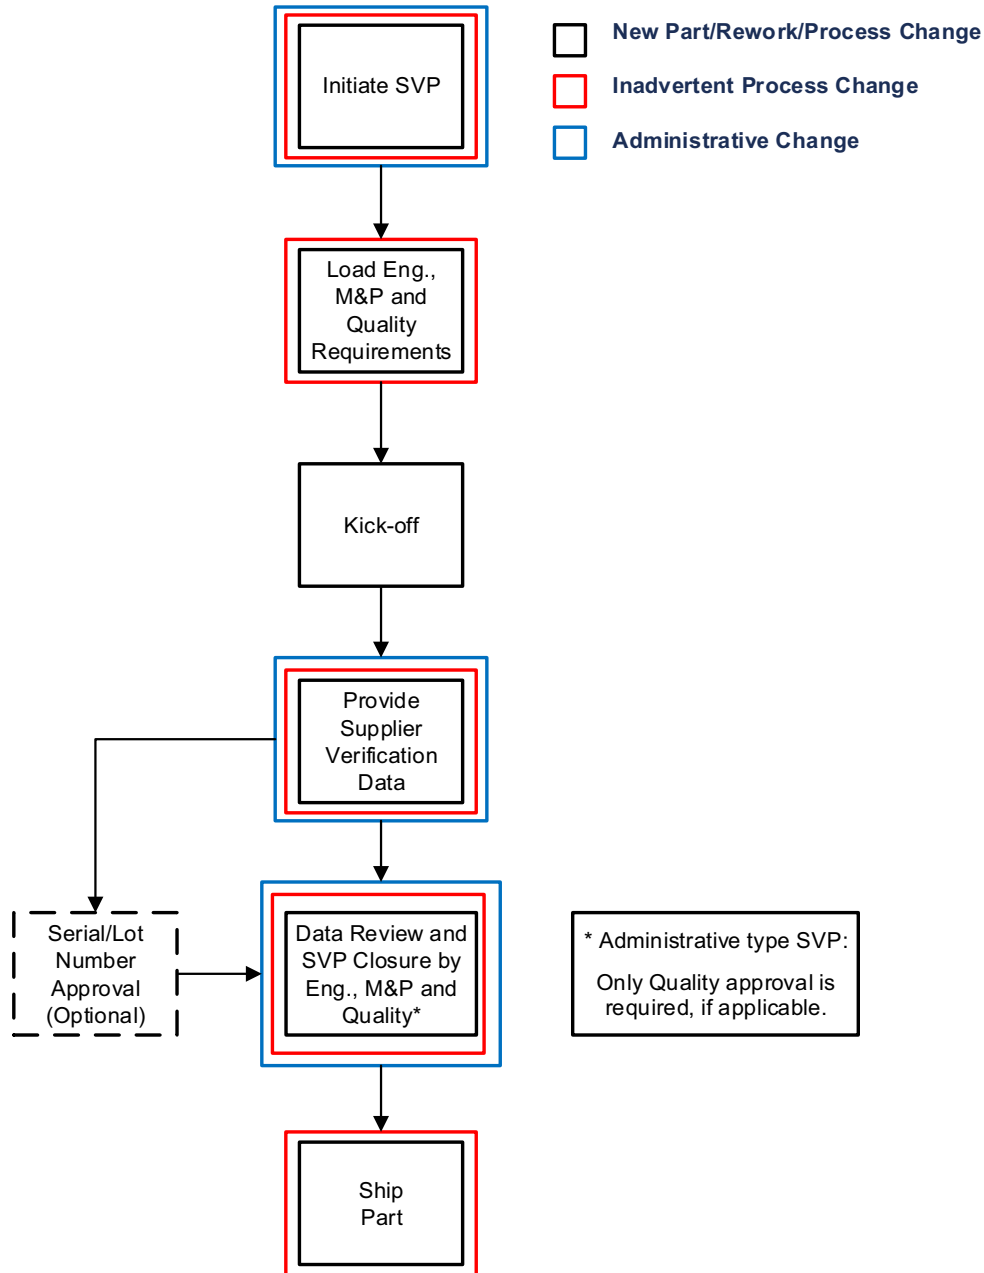 New Part/Rework/Process Change
Inadvertent Process Change
Administrative Change
Initiate SVP
Load Eng.,
M&P and
Quality
Requirements
Kick-off
Provide
Supplier
Verification
Data
Serial/Lot
Number
Approval
(Optional)
Data Review and
SVP Closure by
Eng., M&P and
Quality*
* Administrative type SVP:
Only Quality approval is
required, if applicable.
Ship
Part